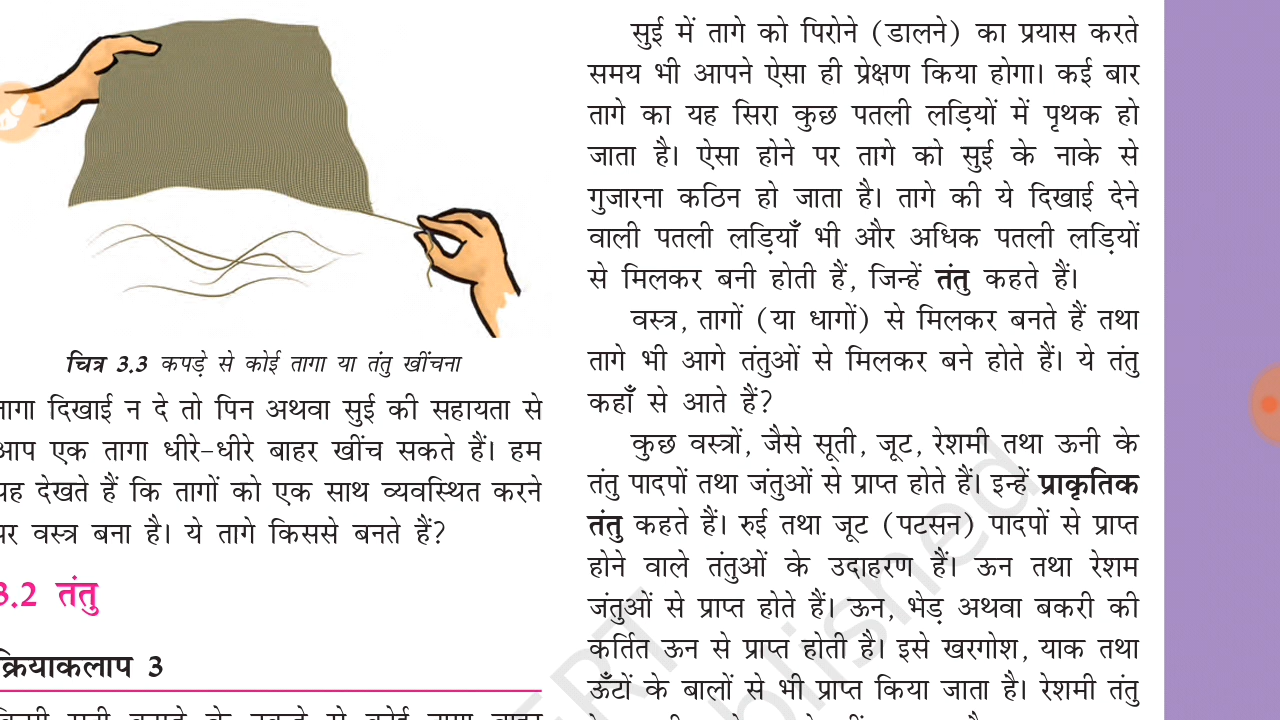 चित्र 3.3 कपड़े से कोई तागा या तंतु खींचना
तागा दिखाई न दे तो पिन अथवा सुई की सहायता से
आप एक तागा धीरे-धीरे बाहर खींच सकते हैं। हम
यह देखते हैं कि तागों को एक साथ व्यवस्थित करने
पर वस्त्र बना है। ये तागे किससे बनते हैं?
3.2 तंतु
क्रियाकलाप 3
सुई में तागे को पिरोने (डालने) का प्रयास करते
समय भी आपने ऐसा ही प्रेक्षण किया होगा। कई बार
तागे का यह सिरा कुछ पतली लड़ियों में पृथक हो
जाता है। ऐसा होने पर तागे को सुई के नाके से
गुजारना कठिन हो जाता है। तागे की ये दिखाई देने
वाली पतली लड़ियाँ भी और अधिक पतली लड़ियों
से मिलकर बनी होती हैं, जिन्हें तंतु कहते हैं।
वस्त्र, तागों (या धागों) से मिलकर बनते हैं तथा
तागे भी आगे तंतुओं से मिलकर बने होते हैं। ये तंतु
कहाँ से आते हैं?
कुछ वस्त्रों, जैसे सूती, जूट, रेशमी तथा ऊनी के
तंतु पादपों तथा जंतुओं से प्राप्त होते हैं। इन्हें प्राकृतिक
तंतु कहते हैं। रुई तथा जूट (पटसन) पादपों से प्राप्त
होने वाले तंतुओं के उदाहरण हैं। ऊन तथा रेशम
जंतुओं से प्राप्त होते हैं। ऊन, भेड़ अथवा बकरी की
कर्तित ऊन से प्राप्त होती है। इसे खरगोश, याक तथा
ऊँटों के बालों से भी प्राप्त किया जाता है। रेशमी तंतु